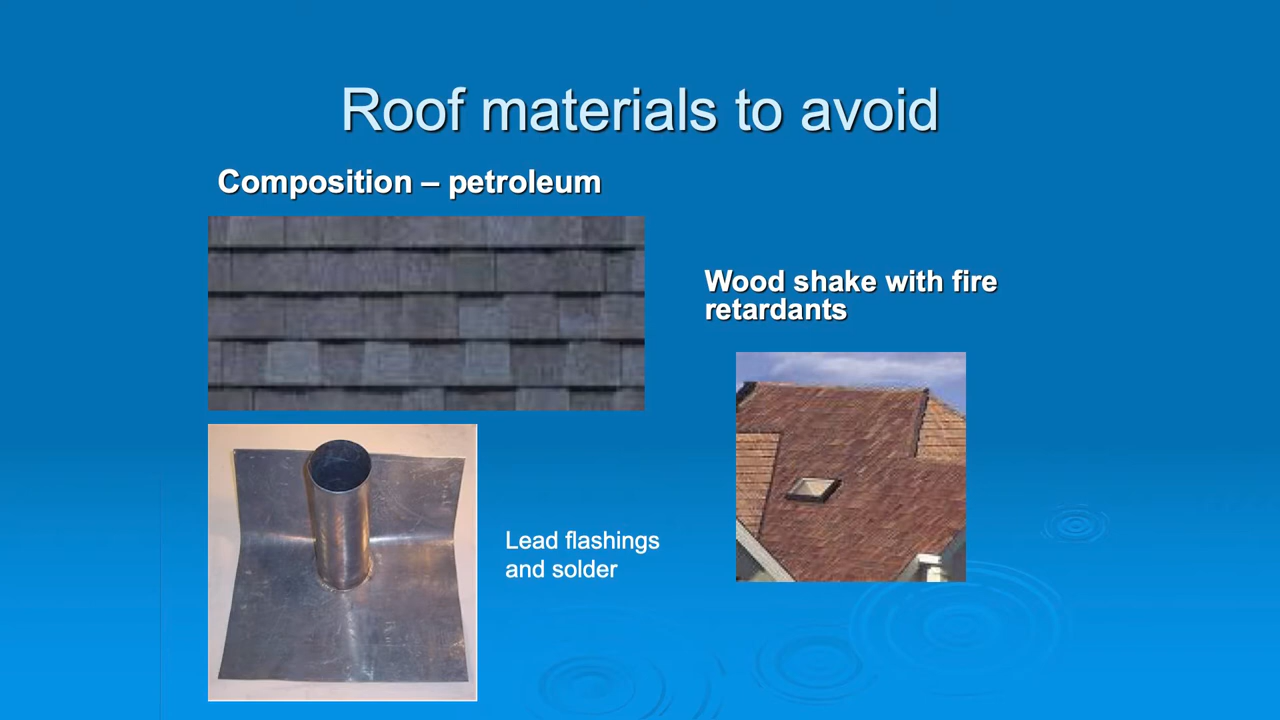 Roof materials to avoid
Composition – petroleum
Wood shake with fire
retardants
Lead flashings
and solder